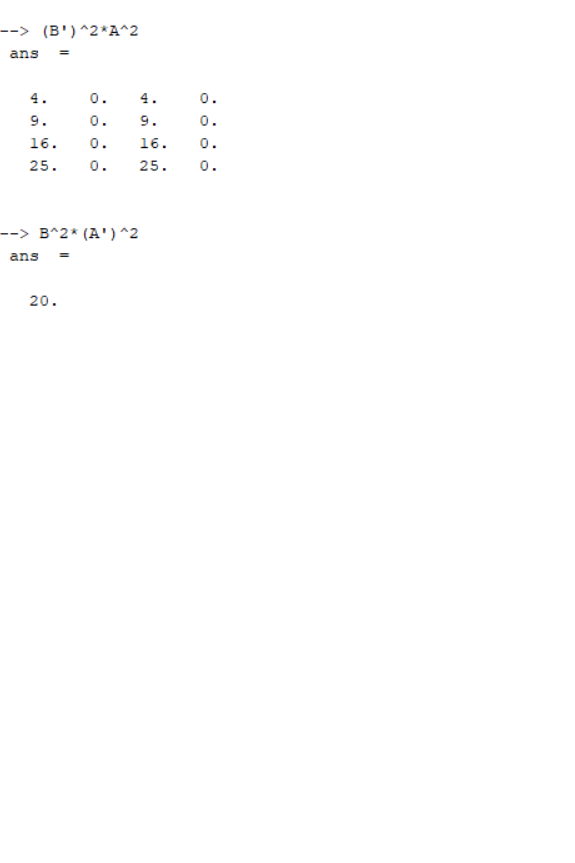 --> (B')^2*A^2
ans =
4. 0. 4. 0.
9. 0. 9. 0.
16. 0. 16. 0.
25. 0. 25. 0.
--> B^2*(A')^2
ans =
20.